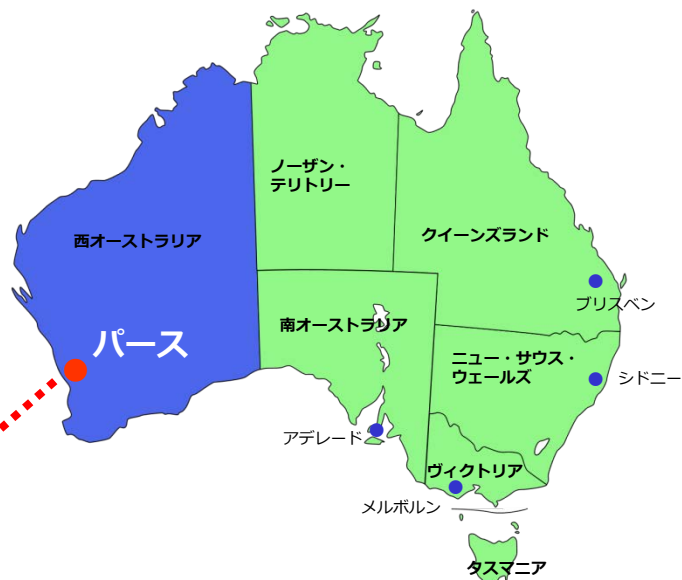 ノーザン・
テリトリー
西オーストラリア
クイーンズランド
ブリスベン
南オーストラリア
パース
ニュー・サウス・
ウェールズ
シドニー
アデレード
ヴィクトリア
メルボルン
タスマニア